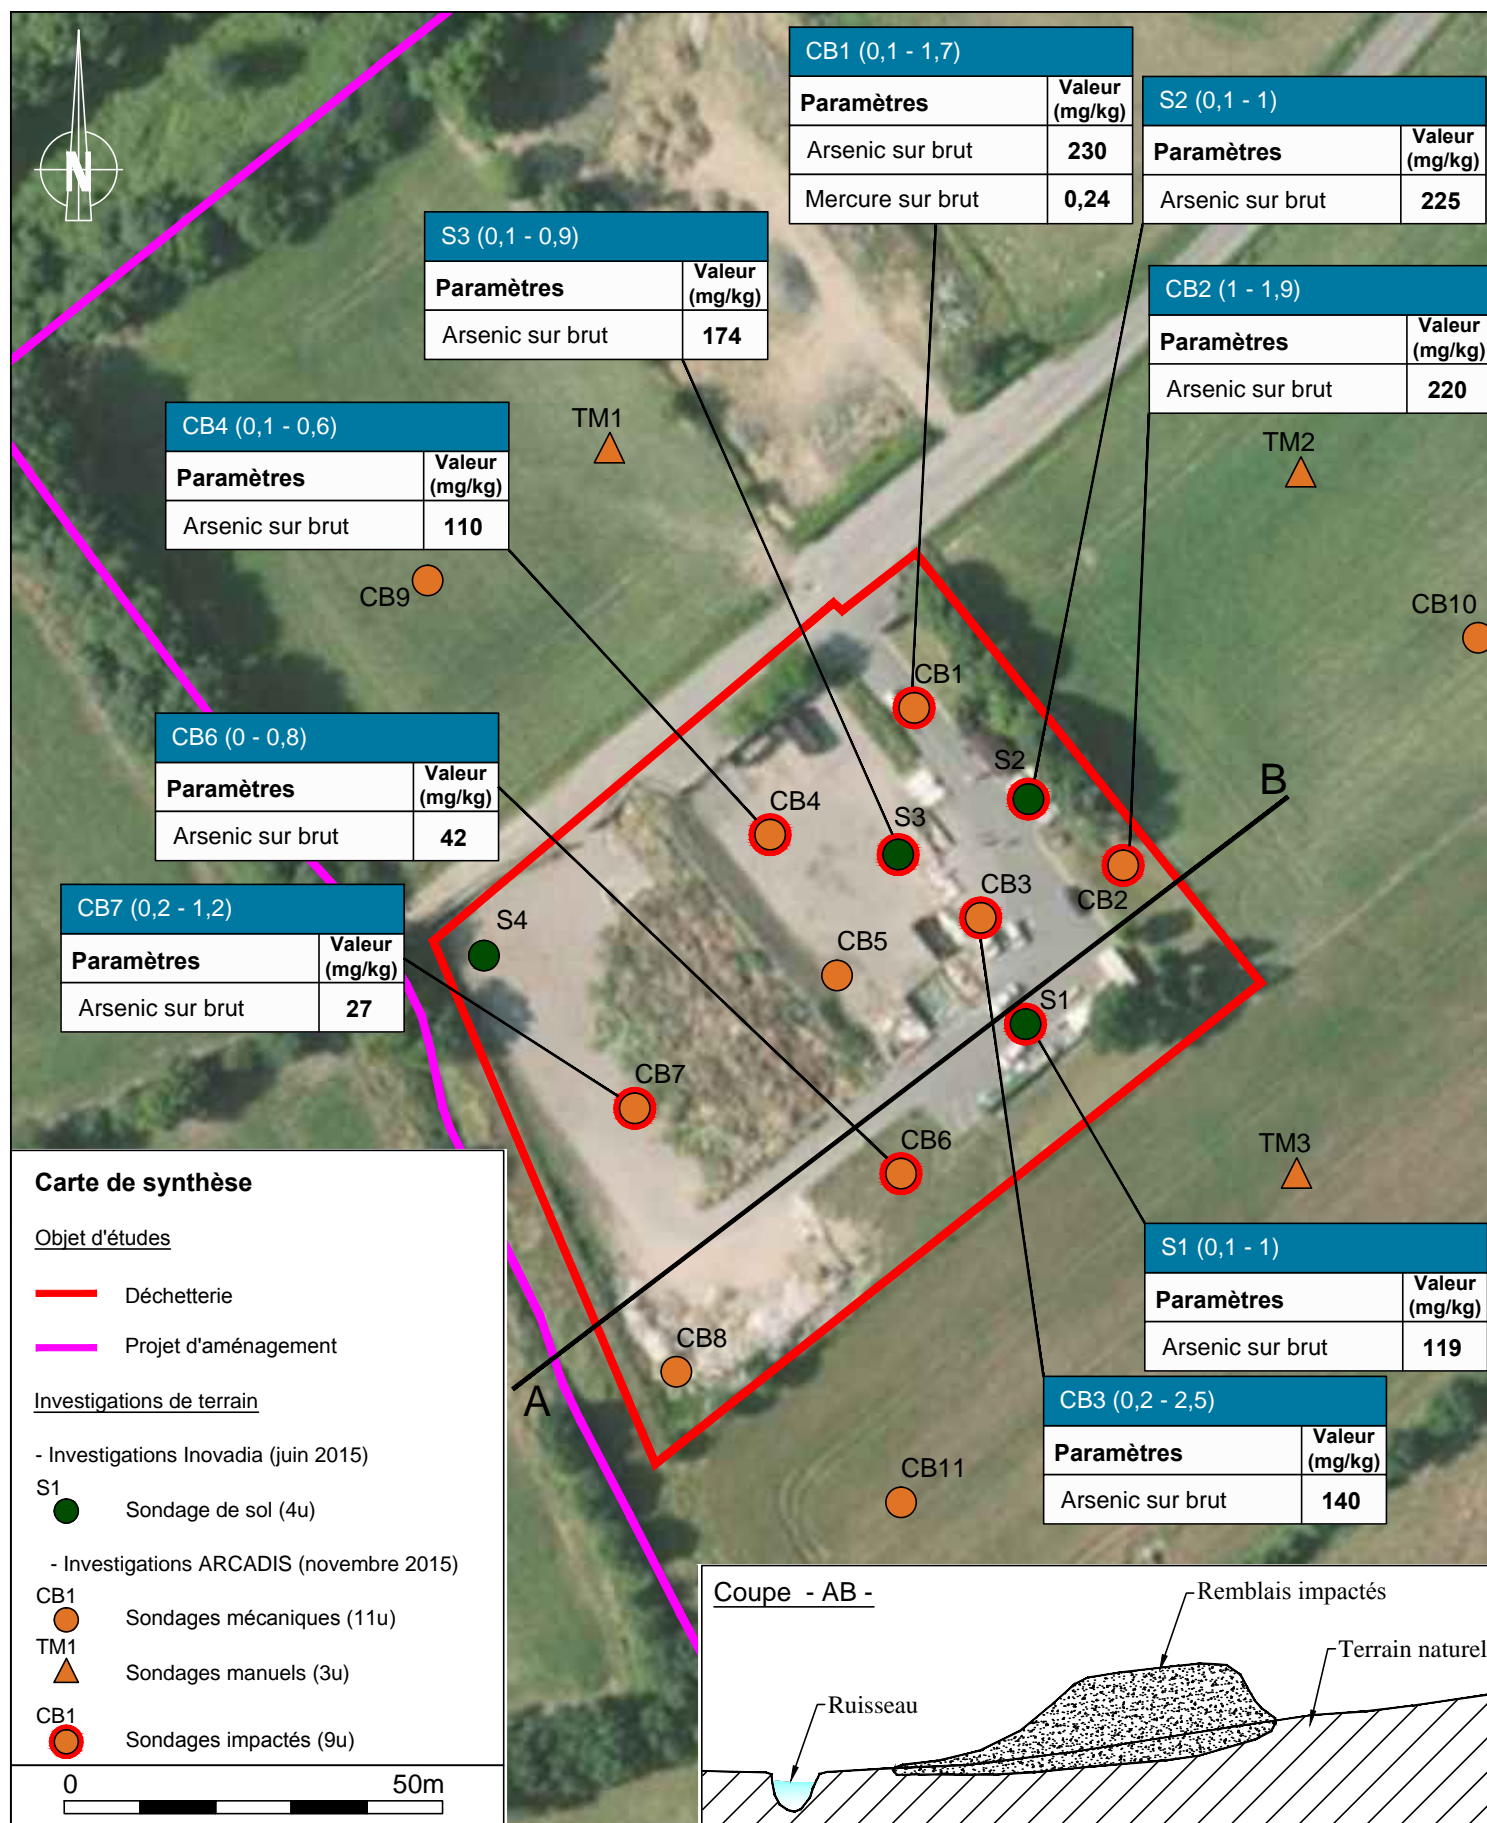 N
CB1 (0,1 - 1,7)
Paramètres
Valeur
(mg/kg)
Arsenic sur brut
230
Mercure sur brut
0,24
S2 (0,1 - 1)
Paramètres
Valeur
(mg/kg)
Arsenic sur brut
225
S3 (0,1 - 0,9)
Paramètres
Valeur
(mg/kg)
Arsenic sur brut
174
CB2 (1 - 1,9)
Paramètres
Valeur
(mg/kg)
Arsenic sur brut
220
CB4 (0,1 - 0,6)
Paramètres
Valeur
(mg/kg)
Arsenic sur brut
110
TM1
TM2
CB9
CB10
CB1
CB6 (0 - 0,8)
Paramètres
Valeur
(mg/kg)
Arsenic sur brut
42
S2
B
CB4
S3
CB3
CB2
CB7 (0,2 - 1,2)
Paramètres
Valeur
(mg/kg)
Arsenic sur brut
27
S4
CB5
S1
CB7
CB6
TM3
S1 (0,1 - 1)
Paramètres
Valeur
(mg/kg)
Arsenic sur brut
119
CB8
A
CB3 (0,2 - 2,5)
Paramètres
Valeur
(mg/kg)
Arsenic sur brut
140
CB11
Carte de synthèse
Objet d'études
Déchetterie
Projet d'aménagement
Investigations de terrain
- Investigations Inovadia (juin 2015)
S1
Sondage de sol (4u)
- Investigations ARCADIS (novembre 2015)
CB1
Sondages mécaniques (11u)
TM1
Sondages manuels (3u)
CB1
Sondages impactés (9u)
0
50m
Coupe - AB -
Remblais impactés
Terrain naturel
Ruisseau